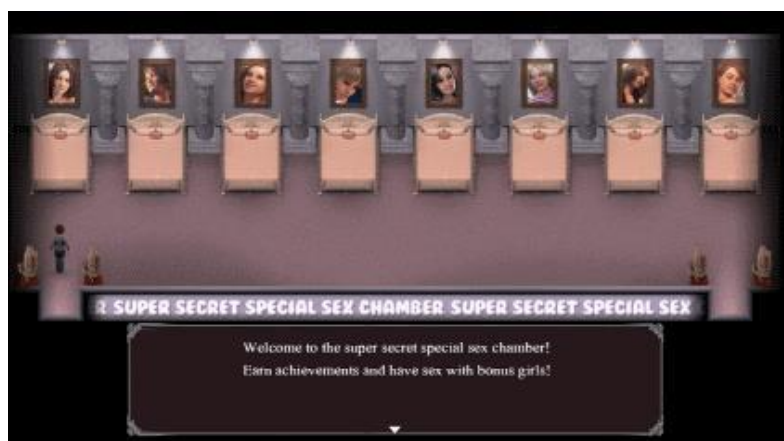 R SUPER SECRET SPECIAL SEX CHAMBER SUPER SECRET SPECIAL SEX
Welcome to the super secret special sex chamber!
Earn achievements and have sex with bonus girls!